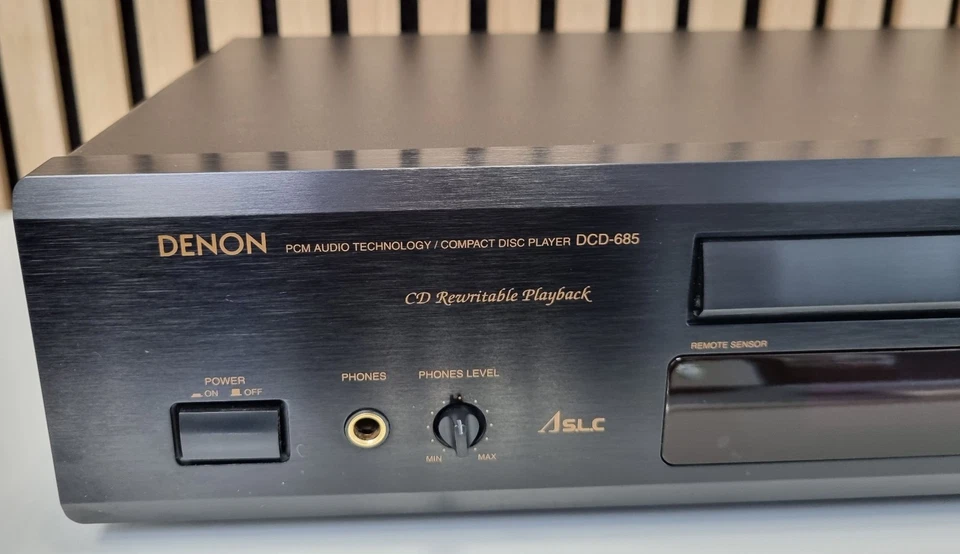 DENON PCM AUDIO TECHNOLOGY / COMPACT DISC PLAYER DCD-685
CD Rewritable Playback
REMOTE SENSOR
POWER
ON OFF
PHONES
PHONES LEVEL
MIN MAX
A S.L.C